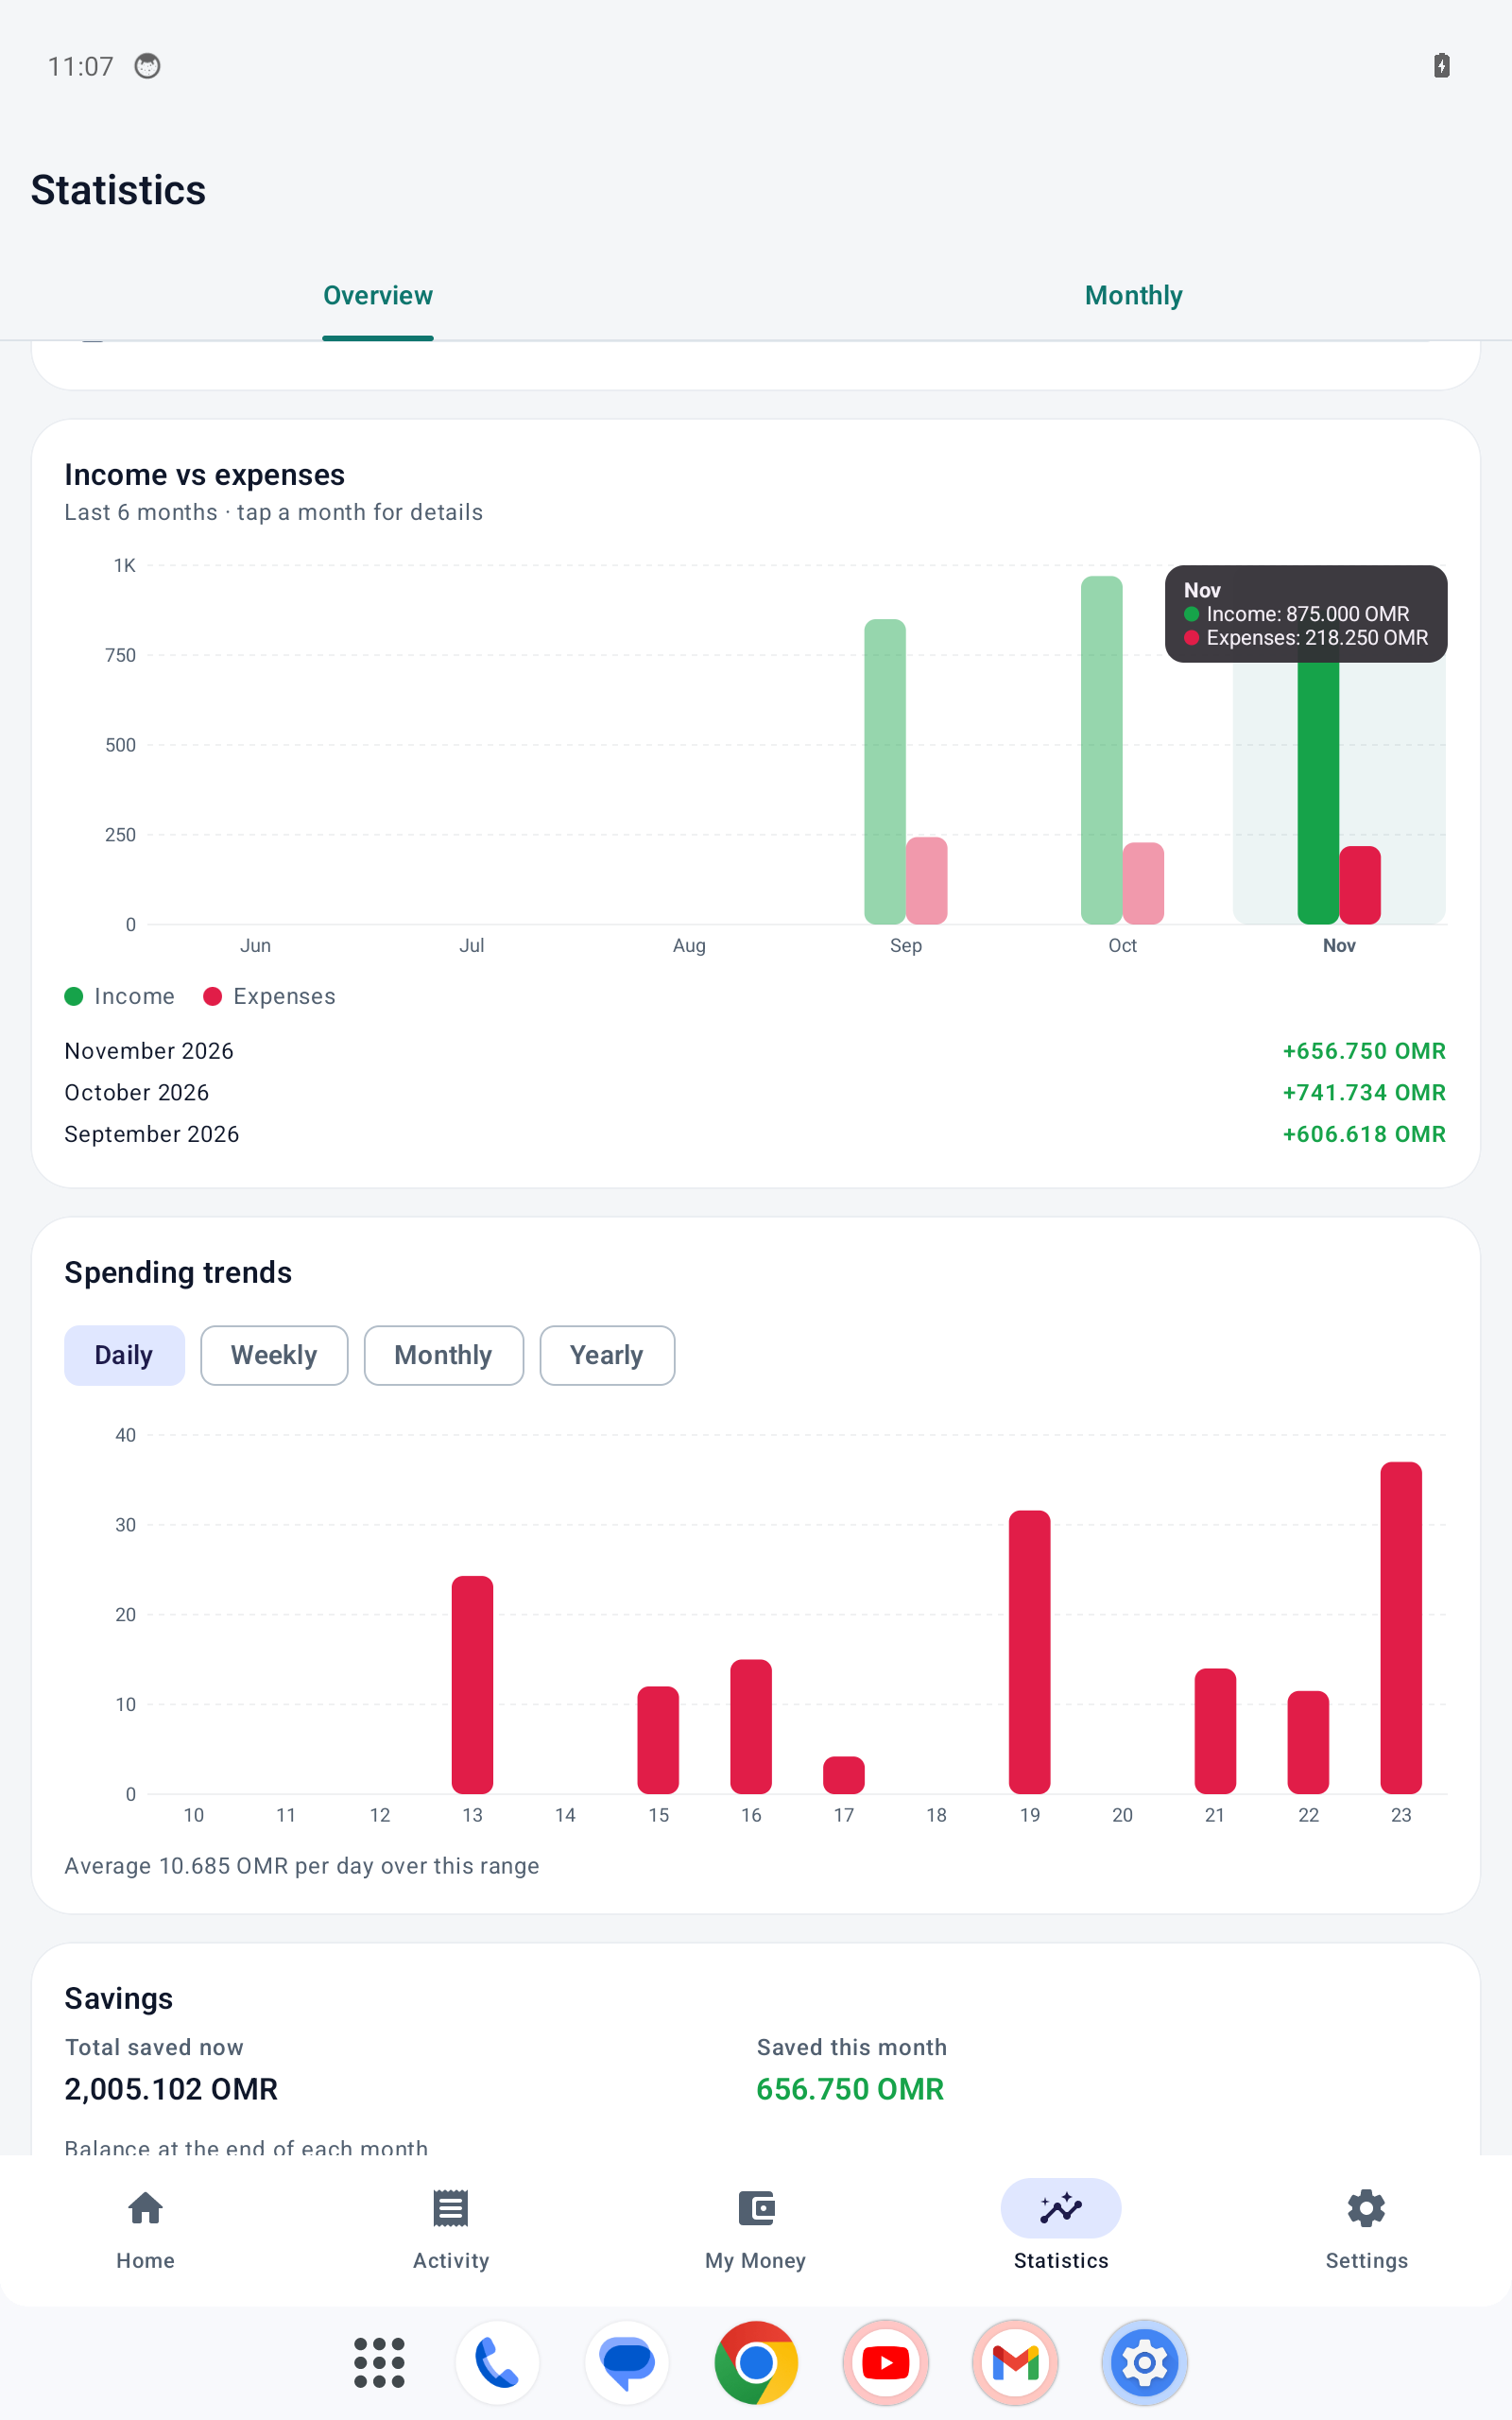 11:07
Statistics
Overview
Monthly
Income vs expenses
Last 6 months · tap a month for details
1K
750
500
250
0
Nov
Income: 875.000 OMR
Expenses: 218.250 OMR
Jun
Jul
Aug
Sep
Oct
Nov
Income
Expenses
November 2026
+656.750 OMR
October 2026
+741.734 OMR
September 2026
+606.618 OMR
Spending trends
Daily
Weekly
Monthly
Yearly
40
30
20
10
0
10
11
12
13
14
15
16
17
18
19
20
21
22
23
Average 10.685 OMR per day over this range
Savings
Total saved now
Saved this month
2,005.102 OMR
656.750 OMR
Balance at the end of each month
Home
Activity
My Money
Statistics
Settings